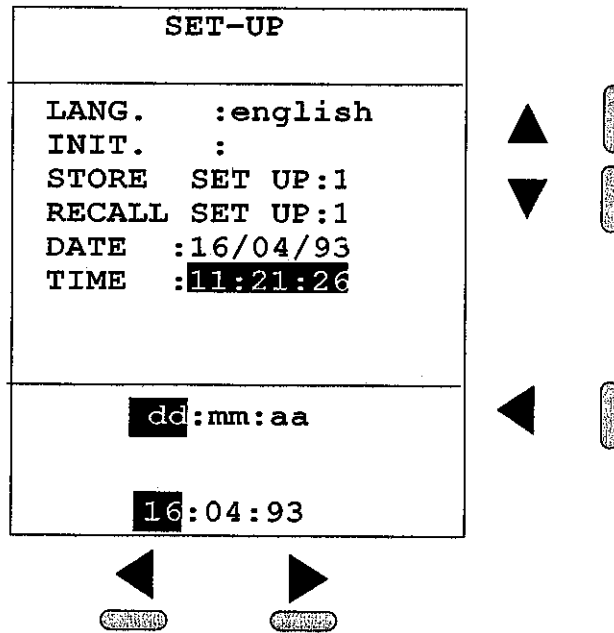 SET-UP
LANG. :english
INIT. :
STORE SET UP:1
RECALL SET UP:1
DATE :16/04/93
TIME :11:21:26
dd:mm:aa
16:04:93